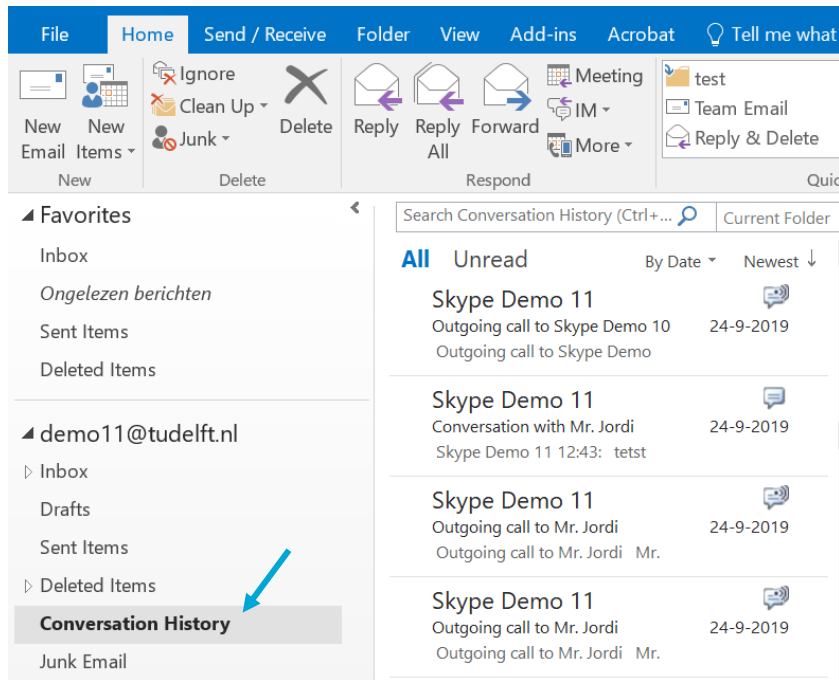 File Home Send / Receive Folder View Add-ins Acrobat Tell me what
New Email
New Items
Ignore
Clean Up
Junk
Delete
Reply
Reply All
Forward
Meeting
IM
More
test
Team Email
Reply & Delete
New Delete Respond Quic
Favorites
Inbox
Ongelezen berichten
Sent Items
Deleted Items
demo11@tudelft.nl
Inbox
Drafts
Sent Items
Deleted Items
Conversation History
Junk Email
Search Conversation History (Ctrl+... Current Folder
All Unread By Date Newest
Skype Demo 11
Outgoing call to Skype Demo 10 24-9-2019
Outgoing call to Skype Demo
Skype Demo 11
Conversation with Mr. Jordi 24-9-2019
Skype Demo 11 12:43: tetst
Skype Demo 11
Outgoing call to Mr. Jordi 24-9-2019
Outgoing call to Mr. Jordi Mr.
Skype Demo 11
Outgoing call to Mr. Jordi 24-9-2019
Outgoing call to Mr. Jordi Mr.